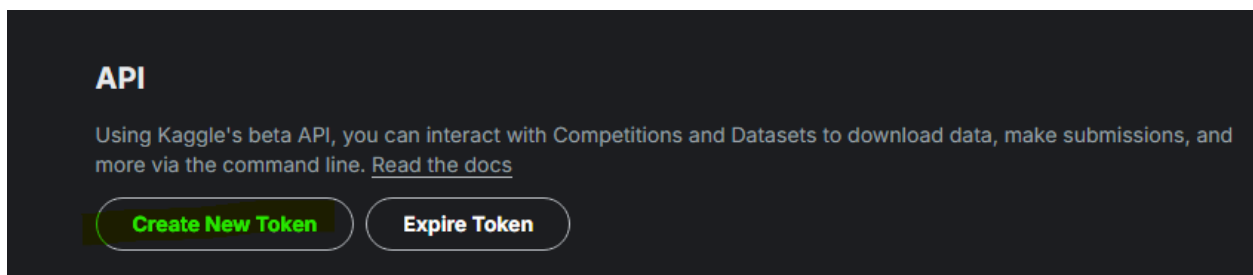 API
Using Kaggle's beta API, you can interact with Competitions and Datasets to download data, make submissions, and
more via the command line. Read the docs
Create New Token Expire Token